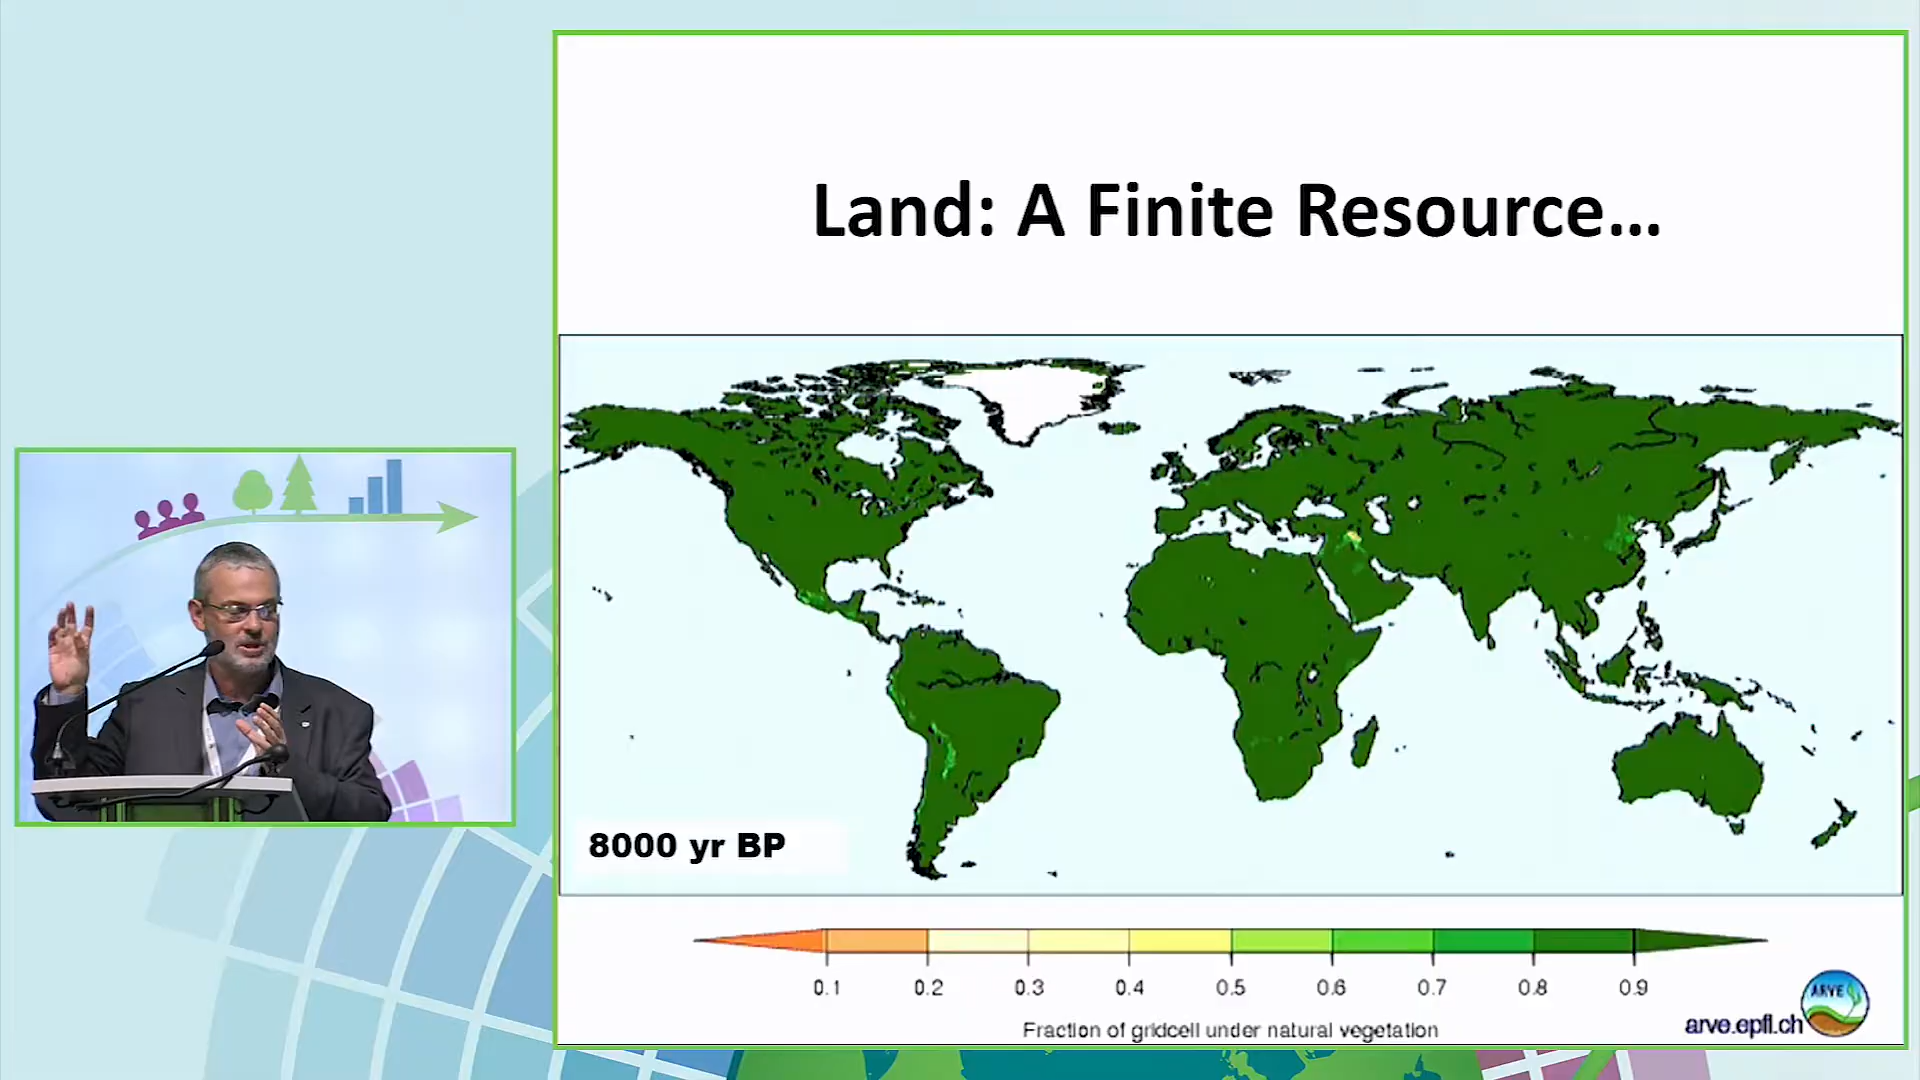 Land: A Finite Resource...
8000 yr BP
0.1 0.2 0.3 0.4 0.5 0.6 0.7 0.8 0.9
Fraction of gridcell under natural vegetation
ARVE
arve.epfl.ch